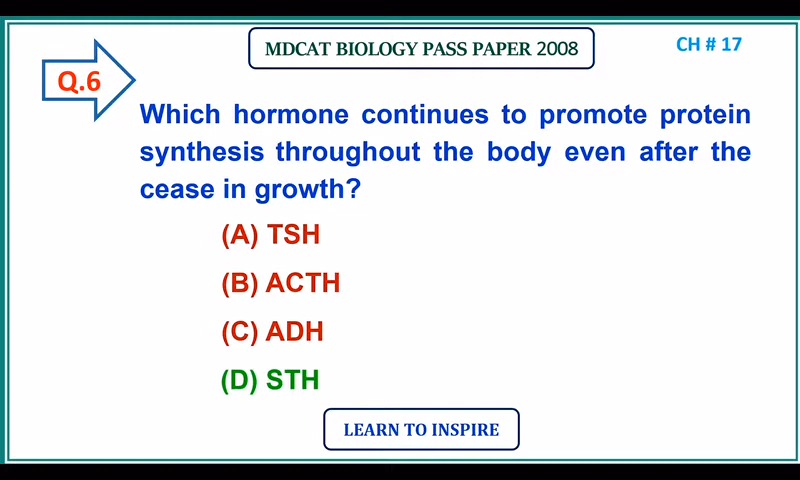 MDCAT BIOLOGY PASS PAPER 2008
CH # 17
Q.6
Which hormone continues to promote protein
synthesis throughout the body even after the
cease in growth?
(A) TSH
(B) ACTH
(C) ADH
(D) STH
LEARN TO INSPIRE